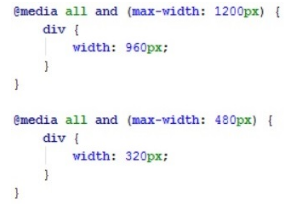 @media all and (max-width: 1200px) {
div {
width: 960px;
}
}
@media all and (max-width: 480px) {
div {
width: 320px;
}
}